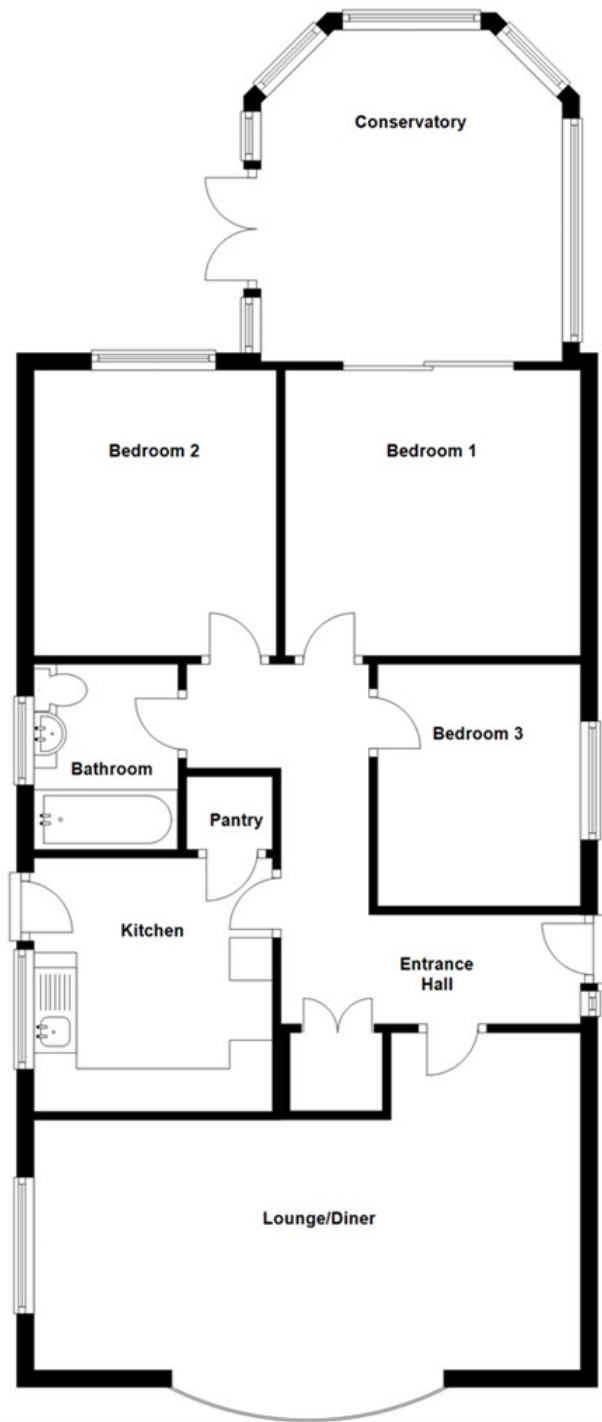 Conservatory
Bedroom 2
Bedroom 1
Bedroom 3
Bathroom
Pantry
Kitchen
Entrance
Hall
Lounge/Diner